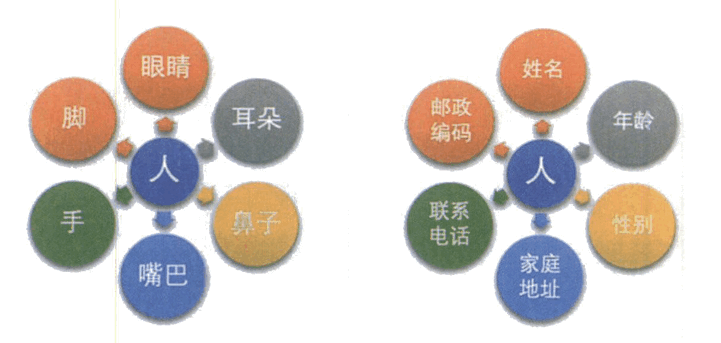 眼睛
耳朵
鼻子
嘴巴
手
脚
人
姓名
年龄
性别
家庭
地址
联系
电话
邮政
编码
人